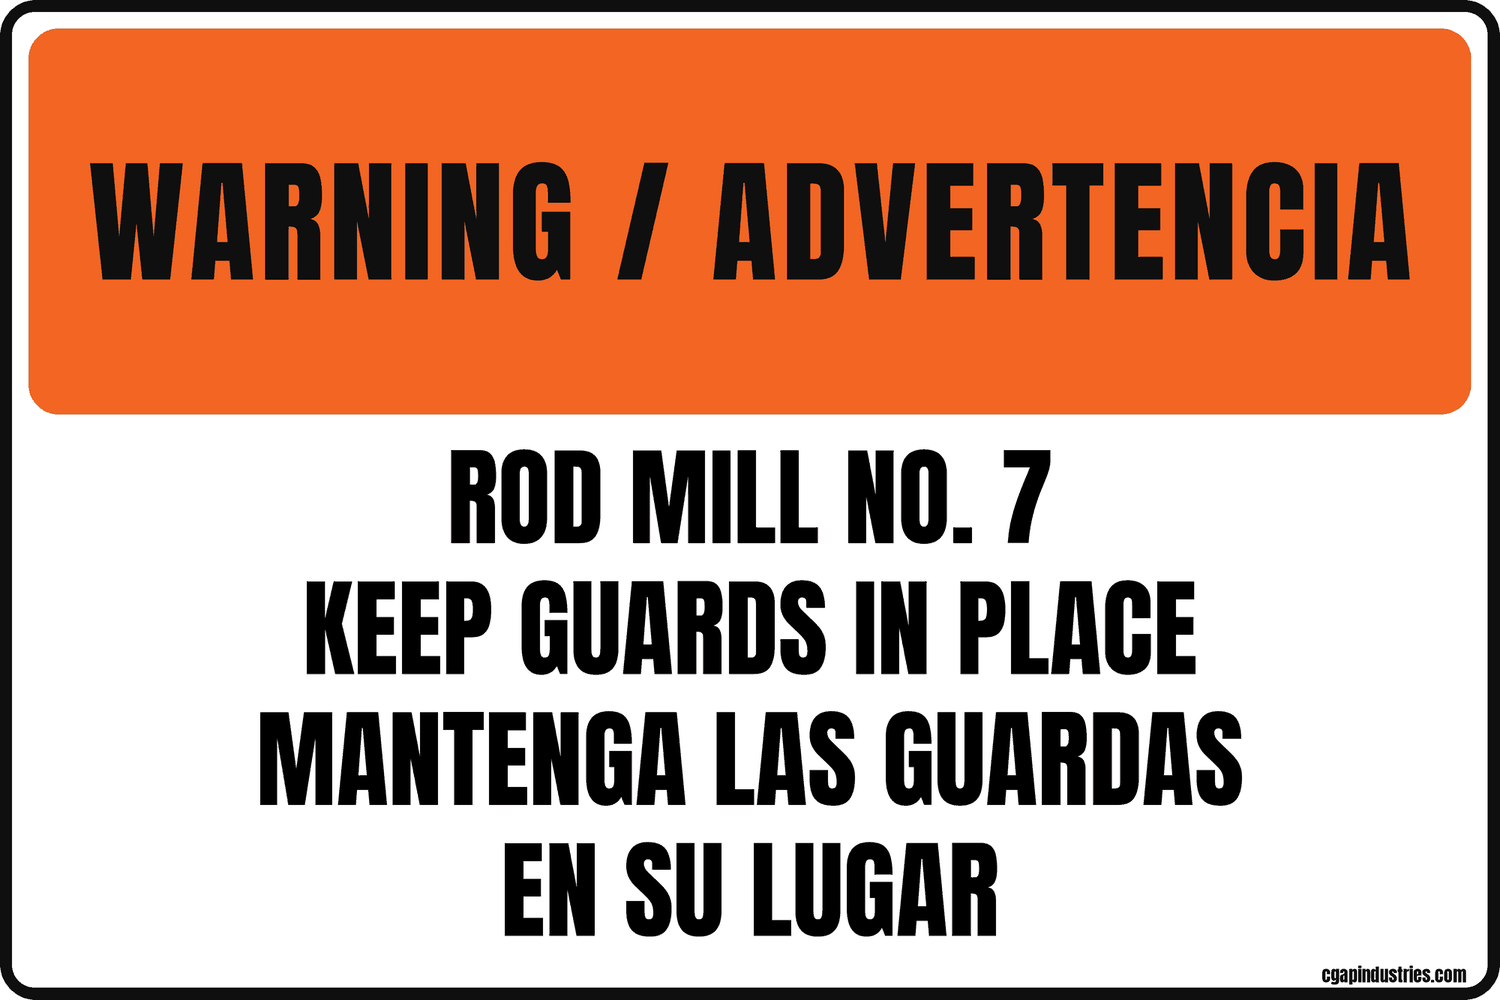 WARNING / ADVERTENCIA
ROD MILL NO. 7
KEEP GUARDS IN PLACE
MANTENGA LAS GUARDAS
EN SU LUGAR
cgapindustries.com